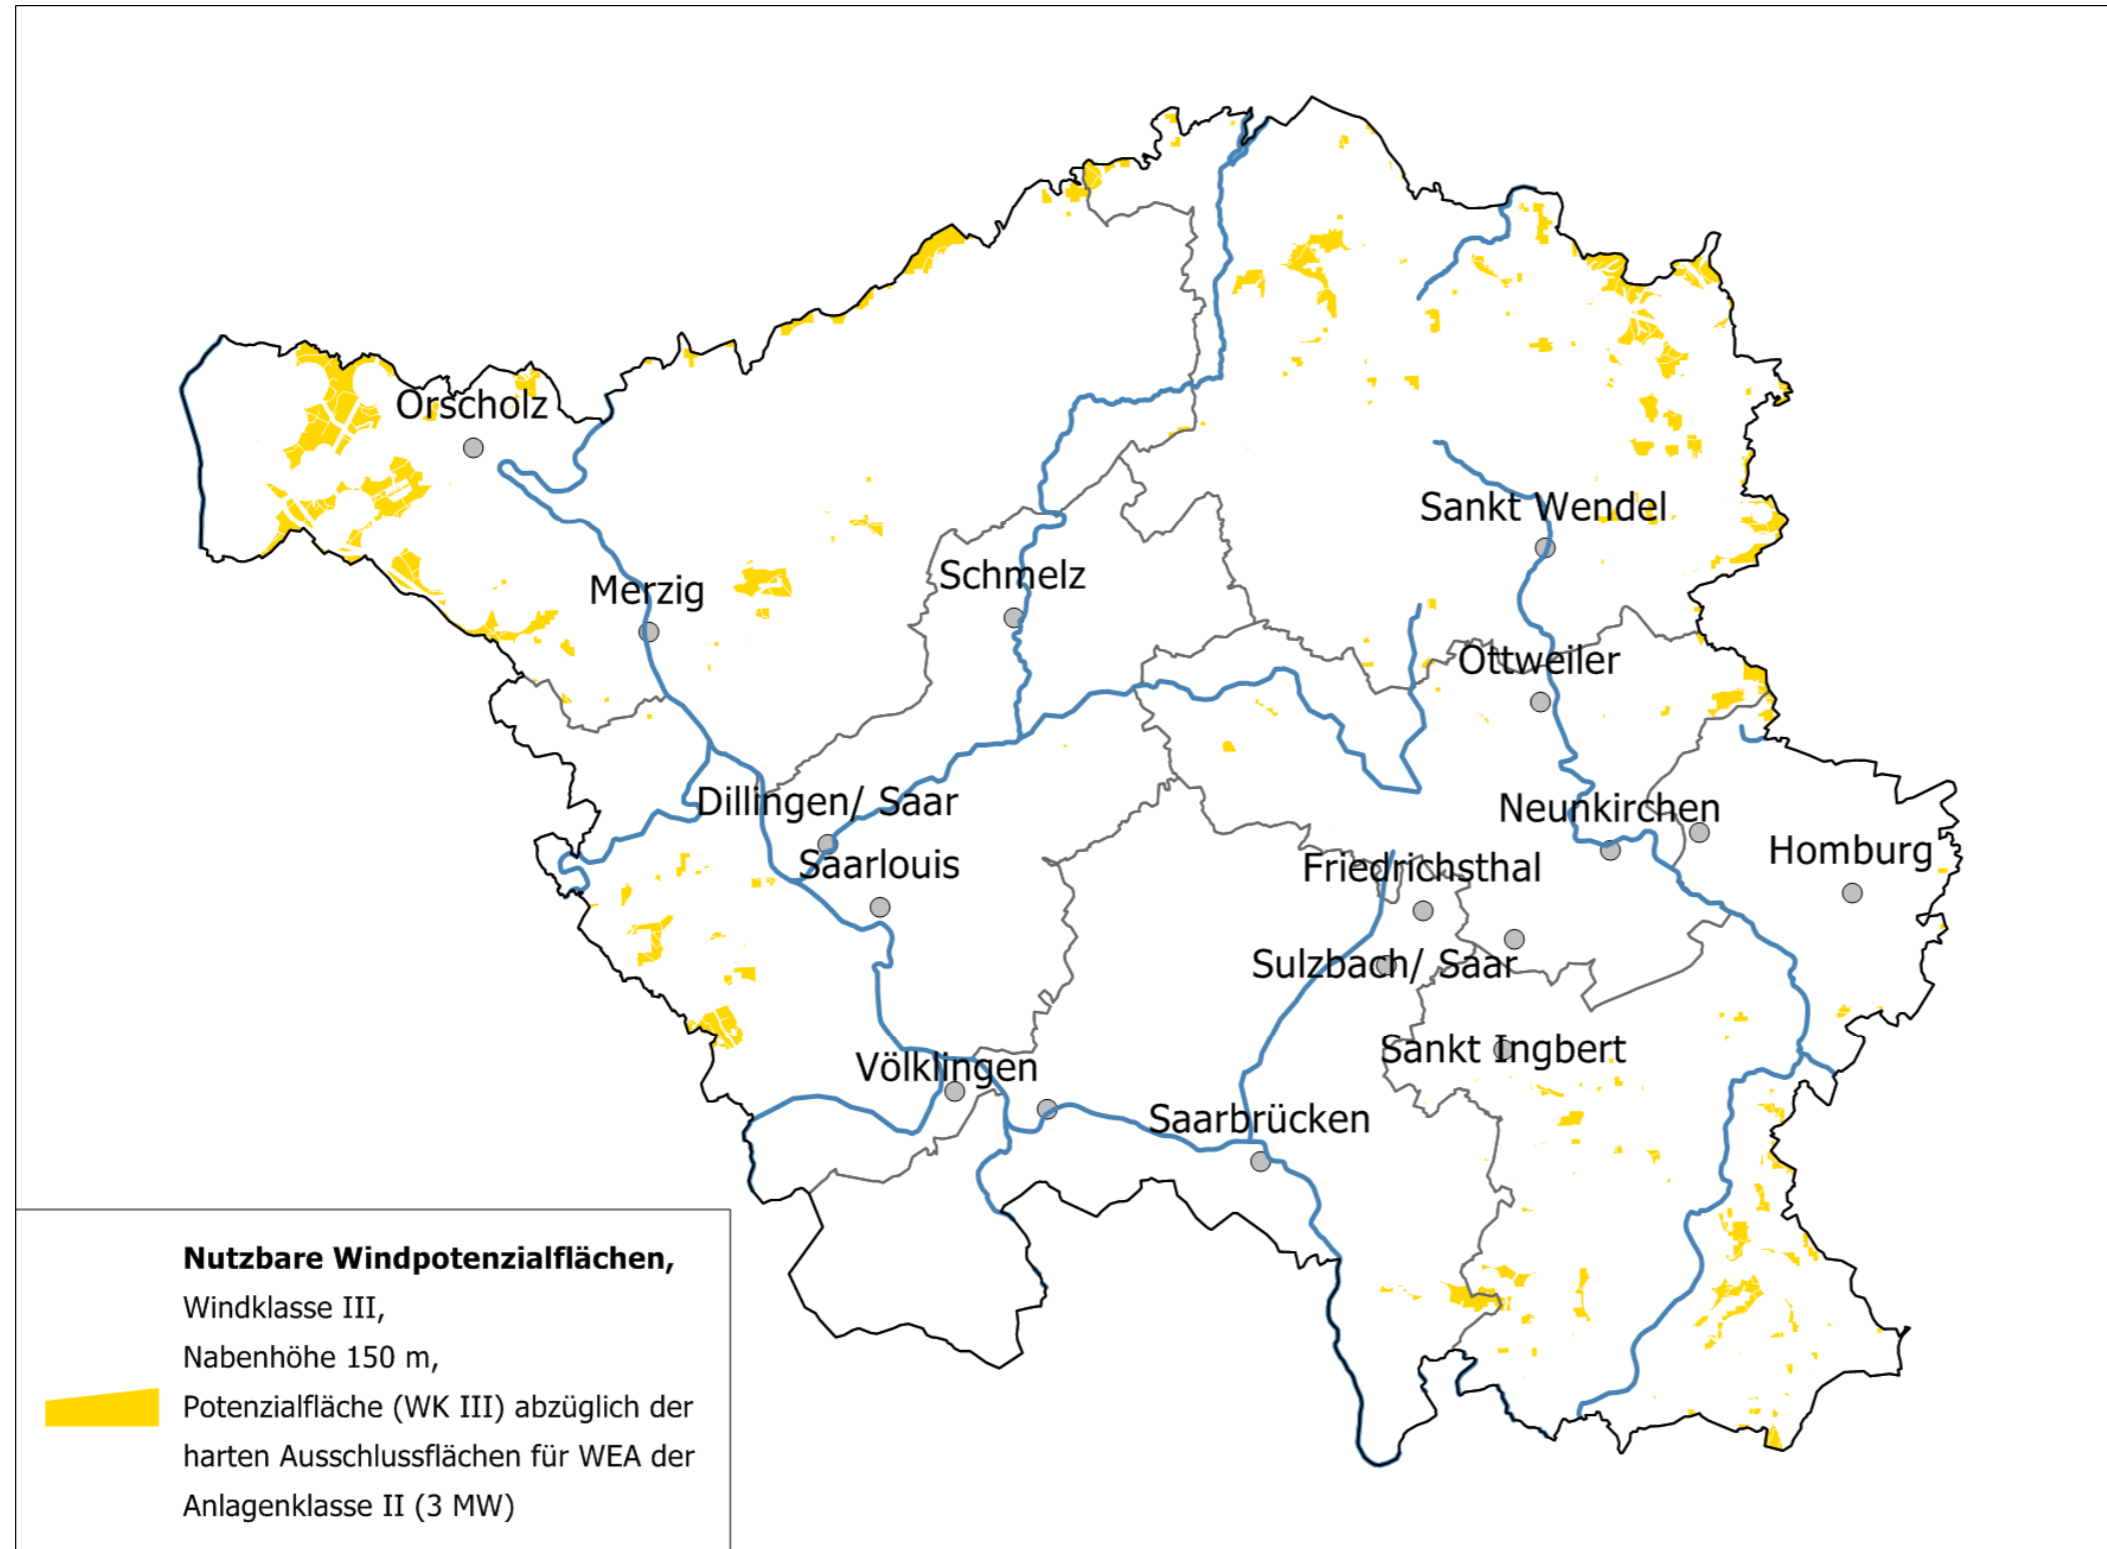 Orscholz
Sankt Wendel
Schmelz
Merzig
Ottweiler
Dillingen/ Saar
Neunkirchen
Saarlouis
Friedrichsthal
Homburg
Sulzbach/ Saar
Sankt Ingbert
Völklingen
Saarbrücken
Nutzbare Windpotenzialflächen,
Windklasse III,
Nabenhöhe 150 m,
Potenzialfläche (WK III) abzüglich der
harten Ausschlussflächen für WEA der
Anlagenklasse II (3 MW)